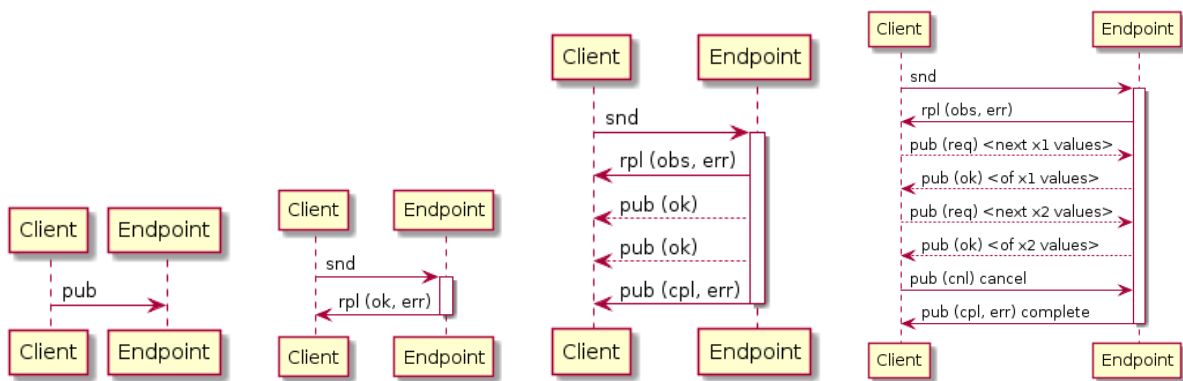 Client Endpoint
pub
Client Endpoint
Client Endpoint
snd
rpl (ok, err)
Client Endpoint
Client Endpoint
snd
rpl (obs, err)
pub (ok)
pub (ok)
pub (cpl, err)
Client Endpoint
Client Endpoint
snd
rpl (obs, err)
pub (req) <next x1 values>
pub (ok) <of x1 values>
pub (req) <next x2 values>
pub (ok) <of x2 values>
pub (cnl) cancel
pub (cpl, err) complete
Client Endpoint